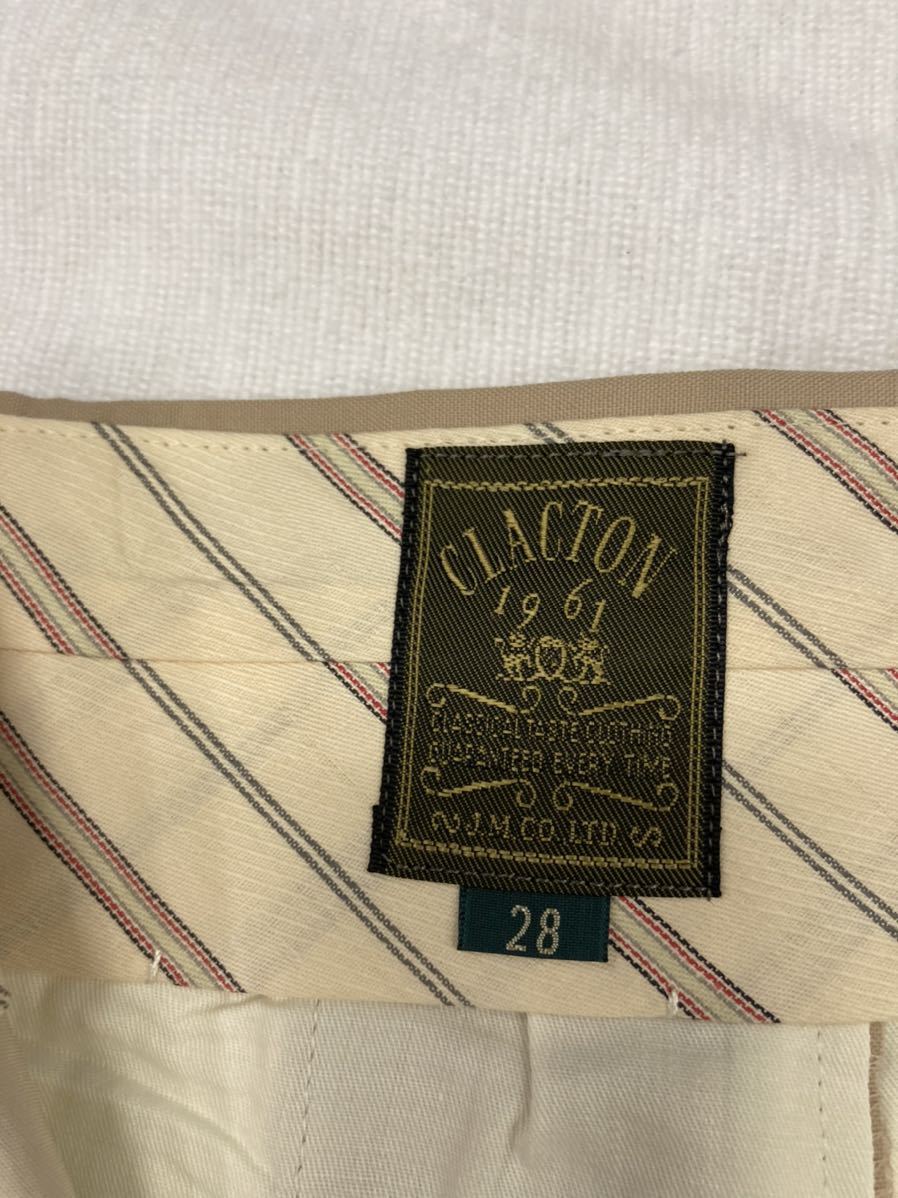 CLACTON
1961
CLASSICAL TASTE CLOTHING
GUARANTEED EVERY TIME
J.M CO. LTD
28